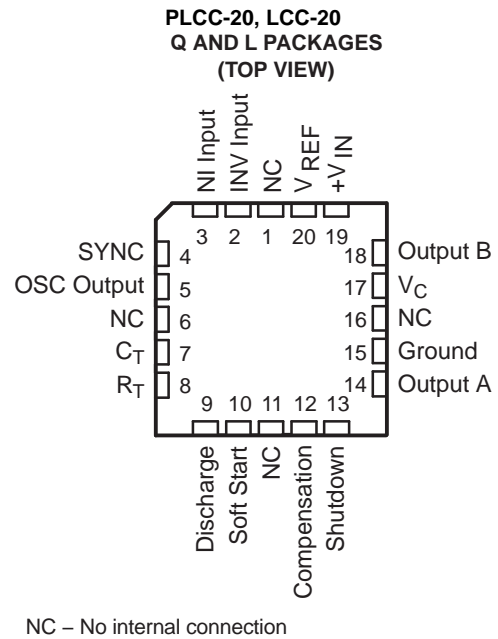 PLCC-20, LCC-20
Q AND L PACKAGES
(TOP VIEW)
NI Input
INV Input
NC
VREF
+VIN
3 2 1 20 19
SYNC 4
OSC Output 5
NC 6
CT 7
RT 8
18 Output B
17 VC
16 NC
15 Ground
14 Output A
9 10 11 12 13
Discharge
Soft Start
NC
Compensation
Shutdown
NC – No internal connection